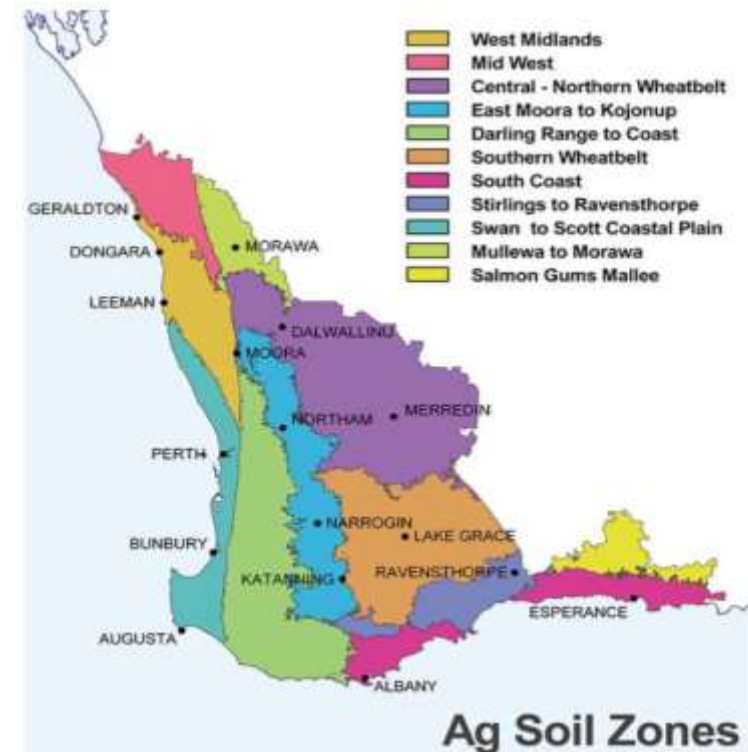 West Midlands
Mid West
Central - Northern Wheatbelt
East Moora to Kojonup
Darling Range to Coast
Southern Wheatbelt
South Coast
Stirlings to Ravensthorpe
Swan to Scott Coastal Plain
Mullewa to Morawa
Salmon Gums Mallee
GERALDTON
MORAWA
DONGARA
LEEMAN
DALWALLINU
MOORA
MERREDIN
NORTHAM
PERTH
NARROGIN
LAKE GRACE
BUNBURY
RAVENSTHORPE
KATANNING
ESPERANCE
AUGUSTA
ALBANY
Ag Soil Zones